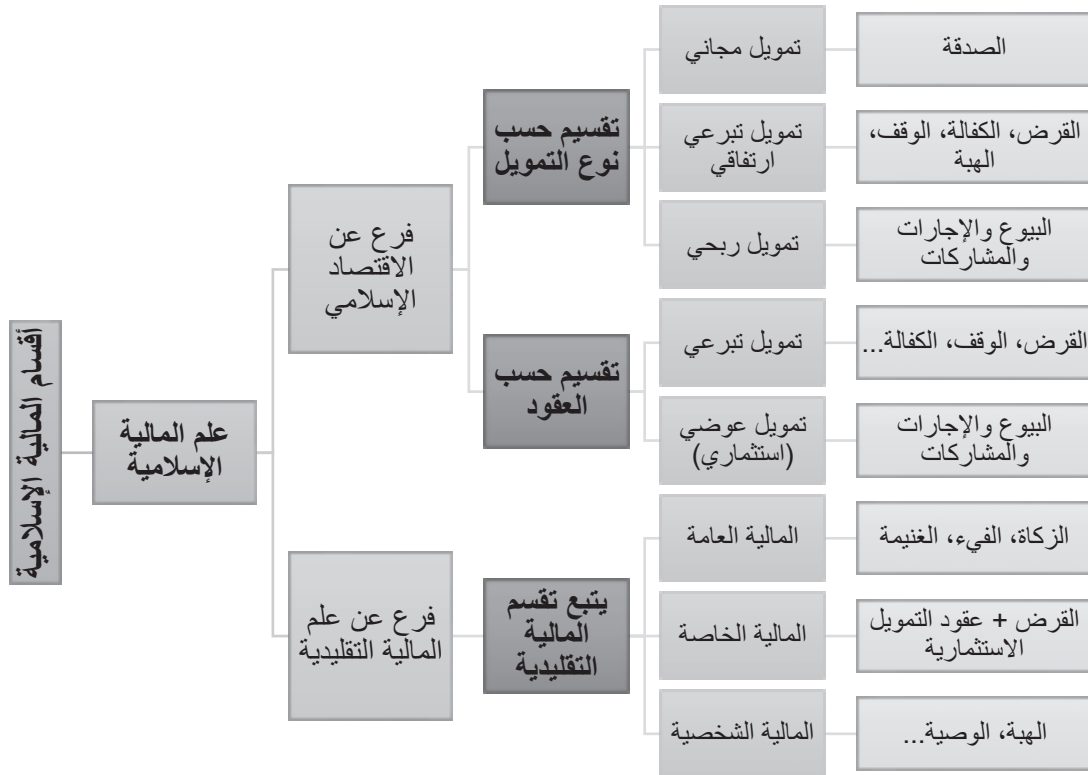 أقسام المالية الإسلامية
علم المالية
الإسلامية
فرع عن
الاقتصاد
الإسلامي
تقسيم حسب
نوع التمويل
تمويل مجاني
الصدقة
تمويل تبرعي
ارتفاقي
القرض، الكفالة، الوقف،
الهبة
تمويل ربحي
البيوع والإجارات
والمشاركات
تقسيم حسب
العقود
تمويل تبرعي
القرض، الوقف، الكفالة...
تمويل عوضي
(استثماري)
البيوع والإجارات
والمشاركات
فرع عن علم
المالية التقليدية
يتبع تقسم
المالية
التقليدية
المالية العامة
الزكاة، الفيء، الغنيمة
المالية الخاصة
القرض + عقود التمويل
الاستثمارية
المالية الشخصية
الهبة، الوصية...